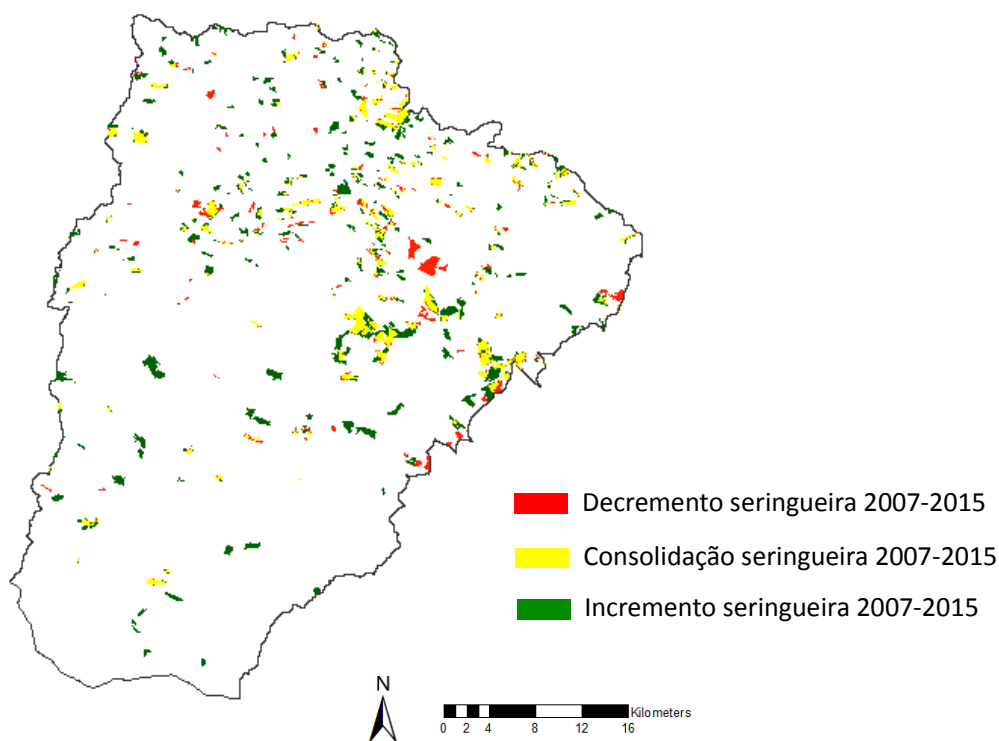 Decremento seringueira 2007-2015
Consolidação seringueira 2007-2015
Incremento seringueira 2007-2015
N
Kilometers
0 2 4 8 12 16